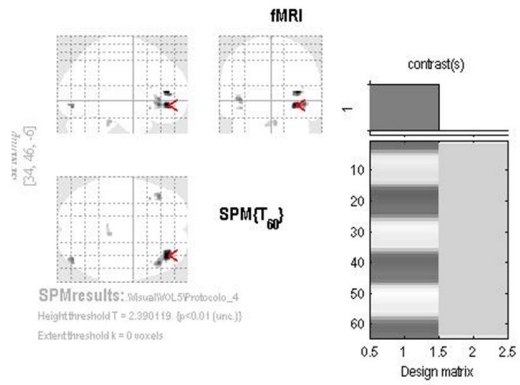 fMRI
contrast(s)
1
[34, 46, -6]
SPM{T60}
SPMresults: .\Visual\VOL5\Protocolo_4
Height threshold T = 2.390119 {p<0.01 (unc.)}
Extent threshold k = 0 voxels
10
20
30
40
50
60
0.5 1 1.5 2 2.5
Design matrix